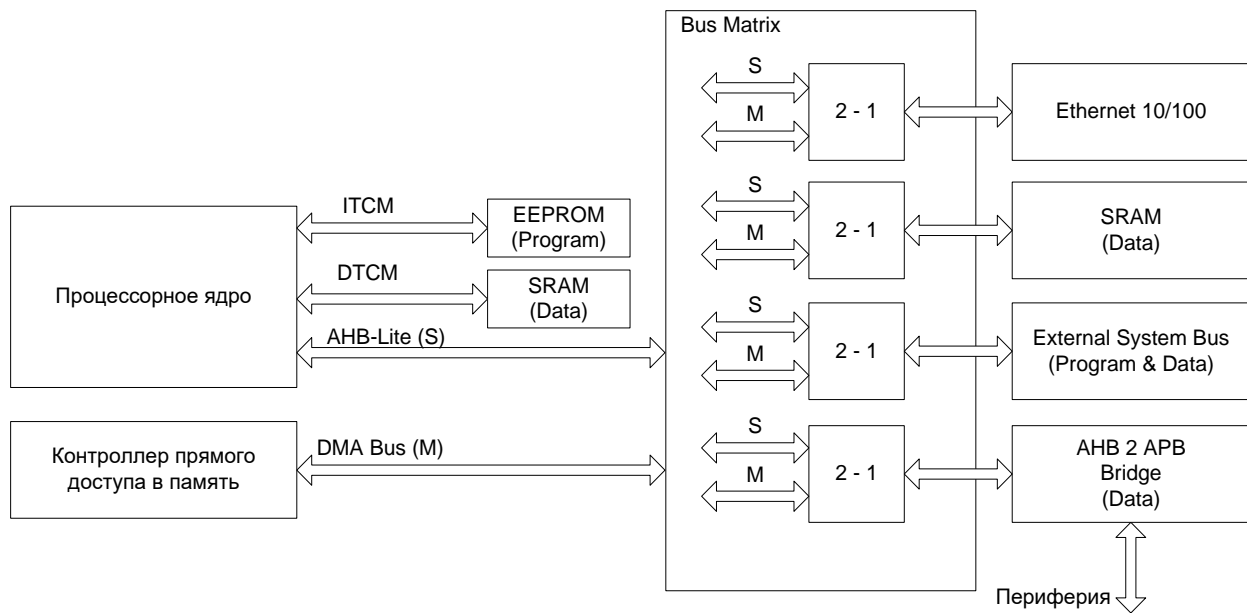 Bus Matrix
S
M
2 - 1
Ethernet 10/100
S
M
2 - 1
SRAM
(Data)
S
M
2 - 1
External System Bus
(Program & Data)
S
M
2 - 1
AHB 2 APB
Bridge
(Data)
Периферия
Процессорное ядро
ITCM
EEPROM
(Program)
DTCM
SRAM
(Data)
AHB-Lite (S)
Контроллер прямого
доступа в память
DMA Bus (M)